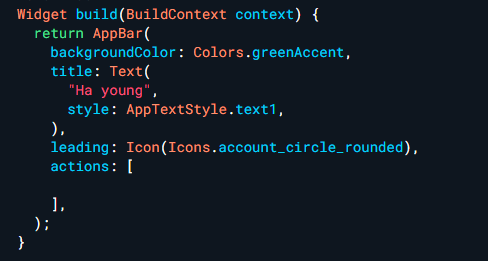 Widget build(BuildContext context) {
  return AppBar(
    backgroundColor: Colors.greenAccent,
    title: Text(
      "Ha young",
      style: AppTextStyle.text1,
    ),
    leading: Icon(Icons.account_circle_rounded),
    actions: [

    ],
  );
}